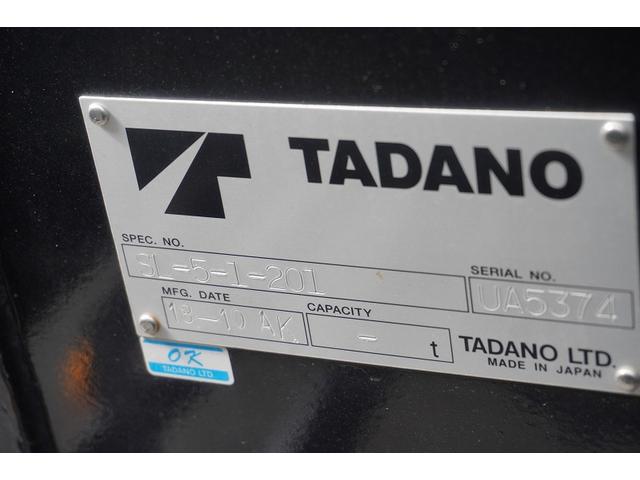 TADANO
SPEC. NO.
SL-5-1-201
SERIAL NO.
UA5374
MFG. DATE
CAPACITY
- t
TADANO LTD.
MADE IN JAPAN
OK
TADANO LTD.